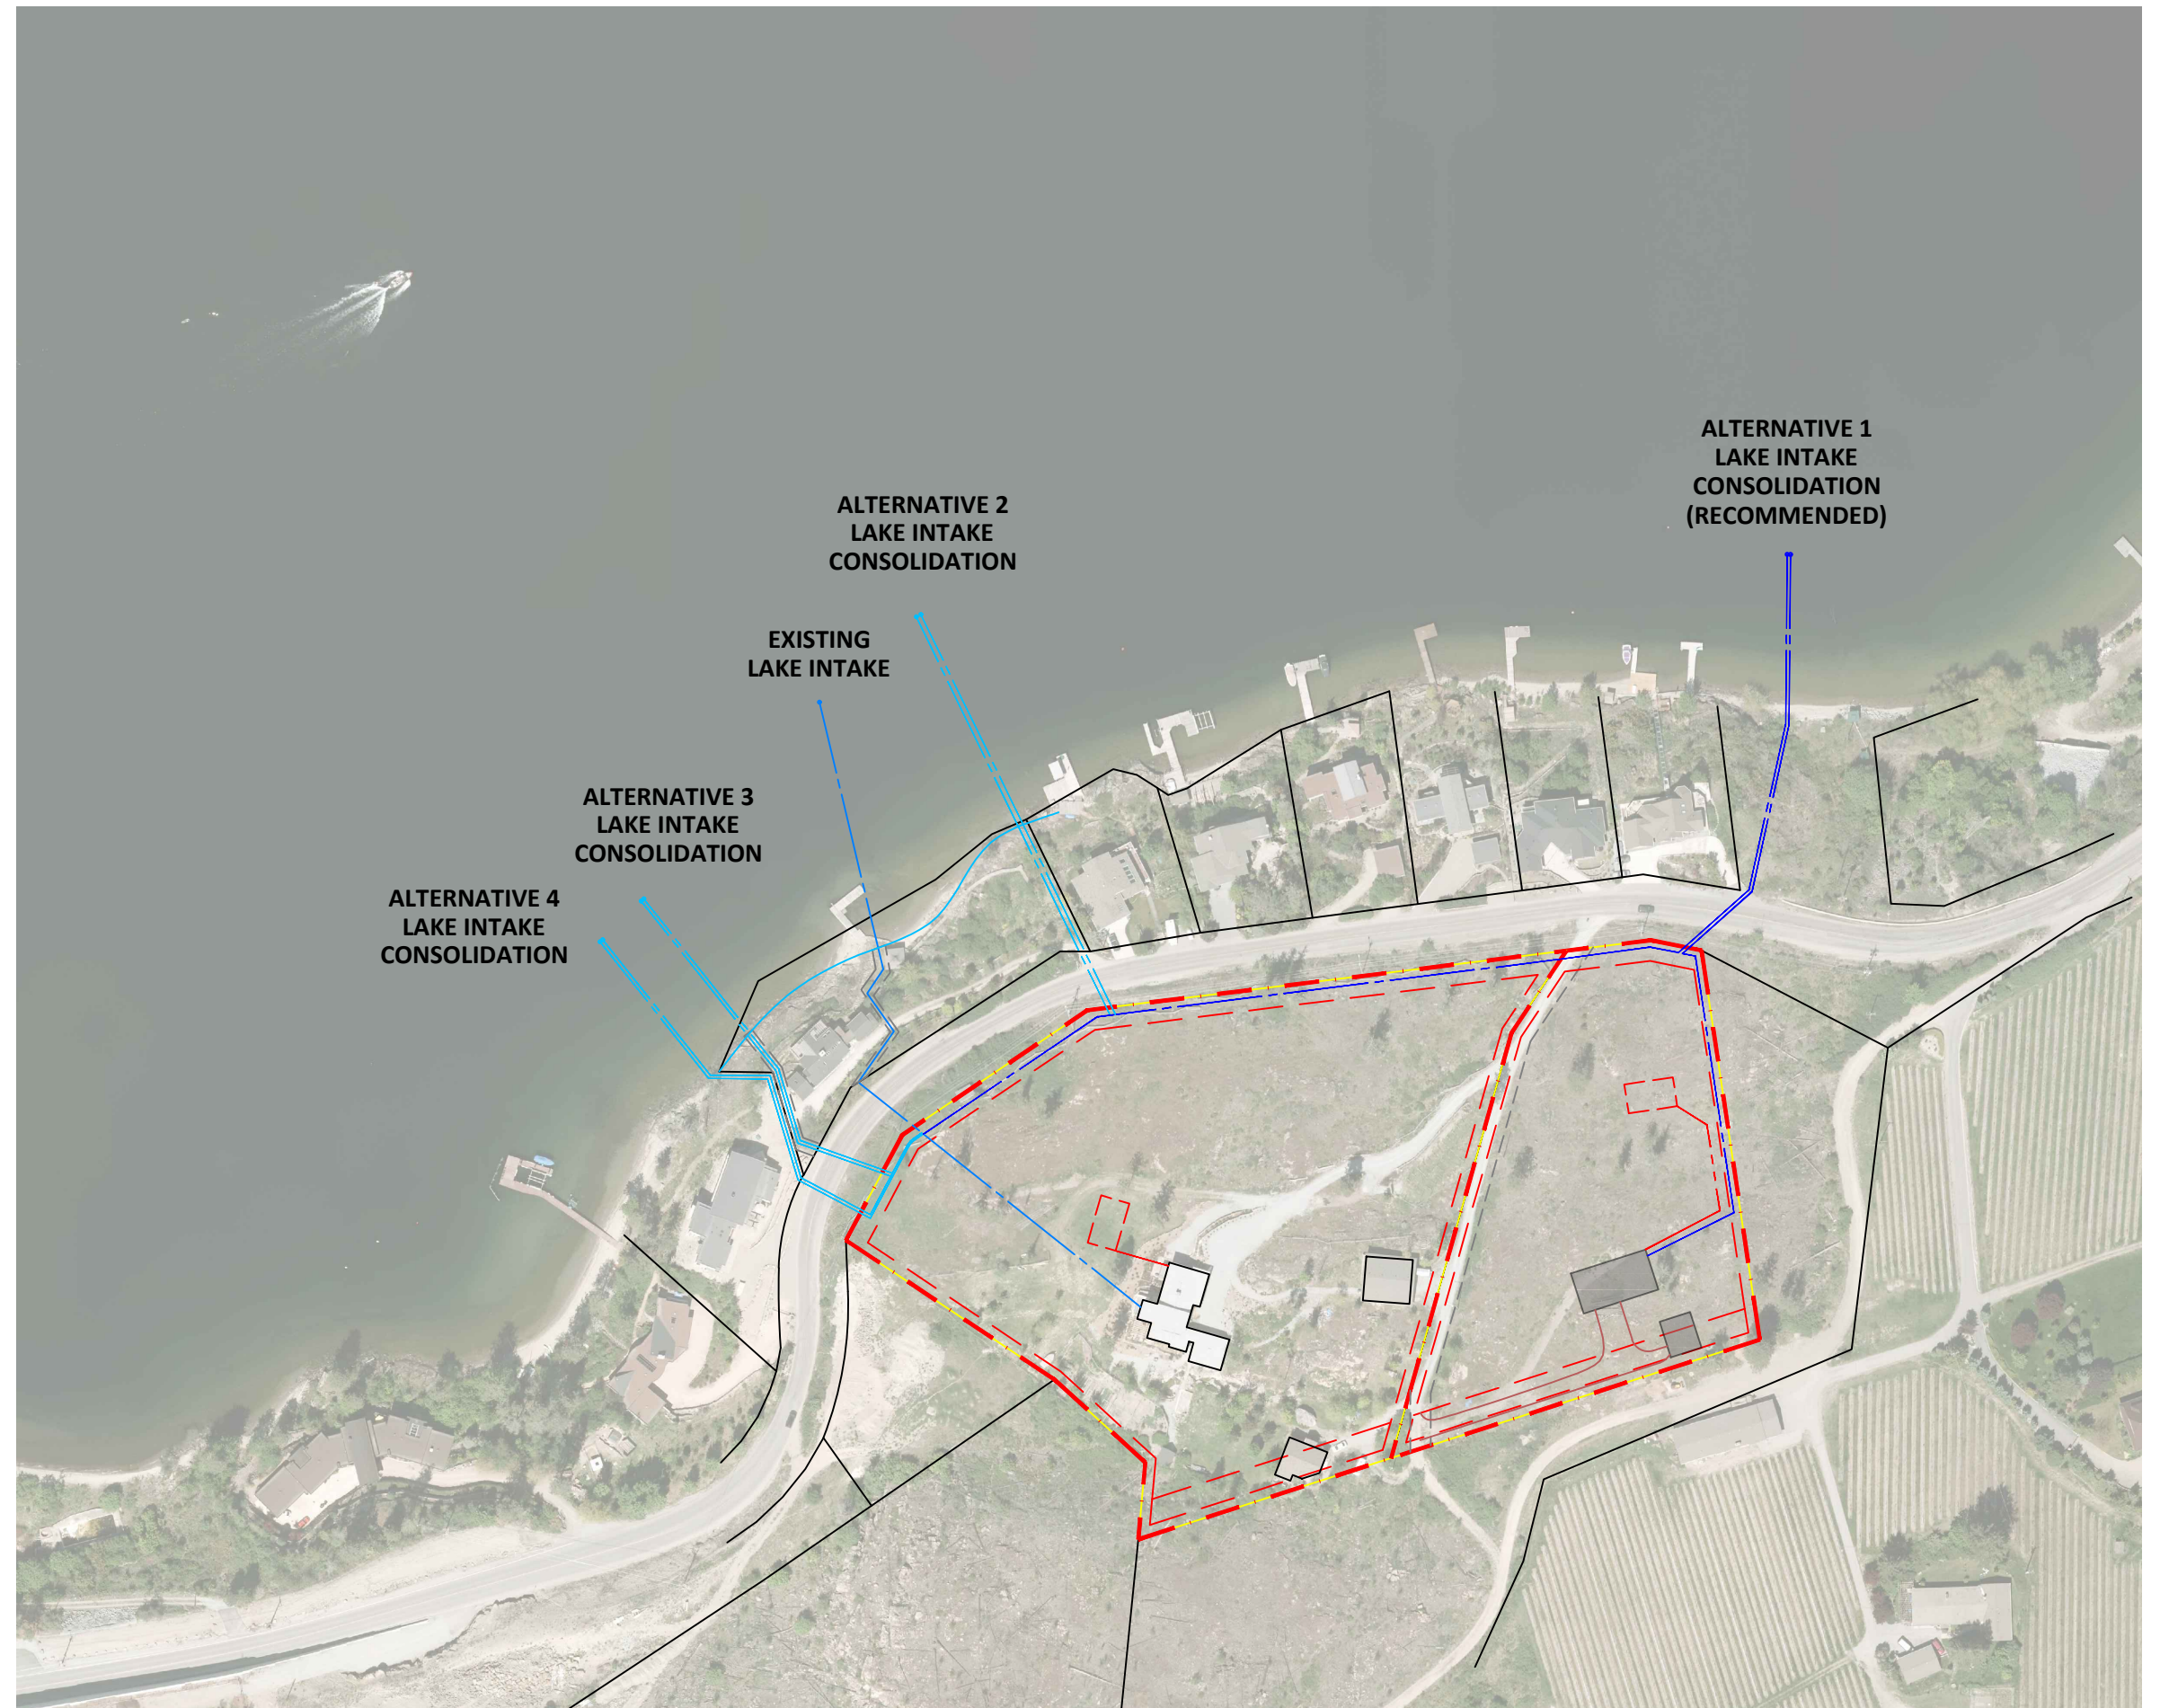 ALTERNATIVE 1
LAKE INTAKE
CONSOLIDATION
(RECOMMENDED)
ALTERNATIVE 2
LAKE INTAKE
CONSOLIDATION
EXISTING
LAKE INTAKE
ALTERNATIVE 3
LAKE INTAKE
CONSOLIDATION
ALTERNATIVE 4
LAKE INTAKE
CONSOLIDATION